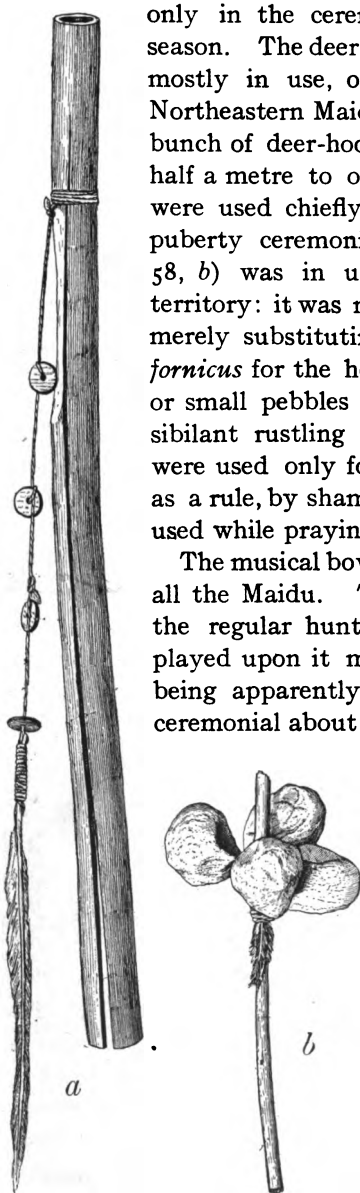 only in the cere
season. The deer
mostly in use, o
Northeastern Maid
bunch of deer-hoo
half a metre to o
were used chiefly
puberty ceremoni
58, b) was in u
territory: it was
merely substitutin
fornicus for the h
or small pebbles
sibilant rustling
were used only fo
as a rule, by sham
used while prayin
The musical bow
all the Maidu.
the regular hunt
played upon it m
being apparently
ceremonial about
a
b